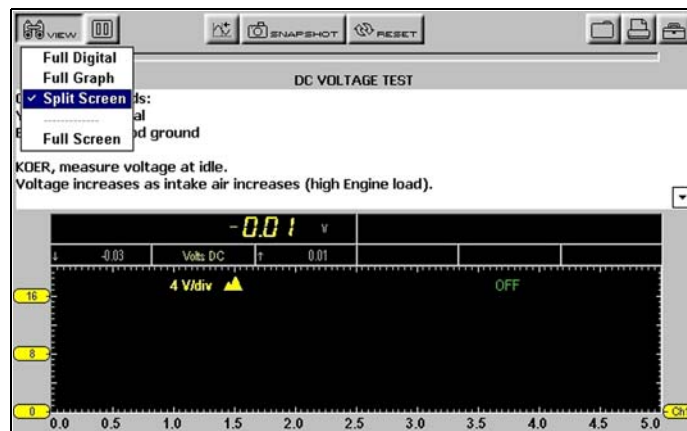 VIEW
SNAPSHOT
RESET
Full Digital
Full Graph
✓ Split Screen
-------------
Full Screen
DC VOLTAGE TEST
ds:
al
od ground
KOER, measure voltage at idle.
Voltage increases as intake air increases (high Engine load).
-0.01 V
↓ -0.03 Volts DC ↑ 0.01
4 V/div OFF
16
8
0 Ch1
0.0 0.5 1.0 1.5 2.0 2.5 3.0 3.5 4.0 4.5 5.0